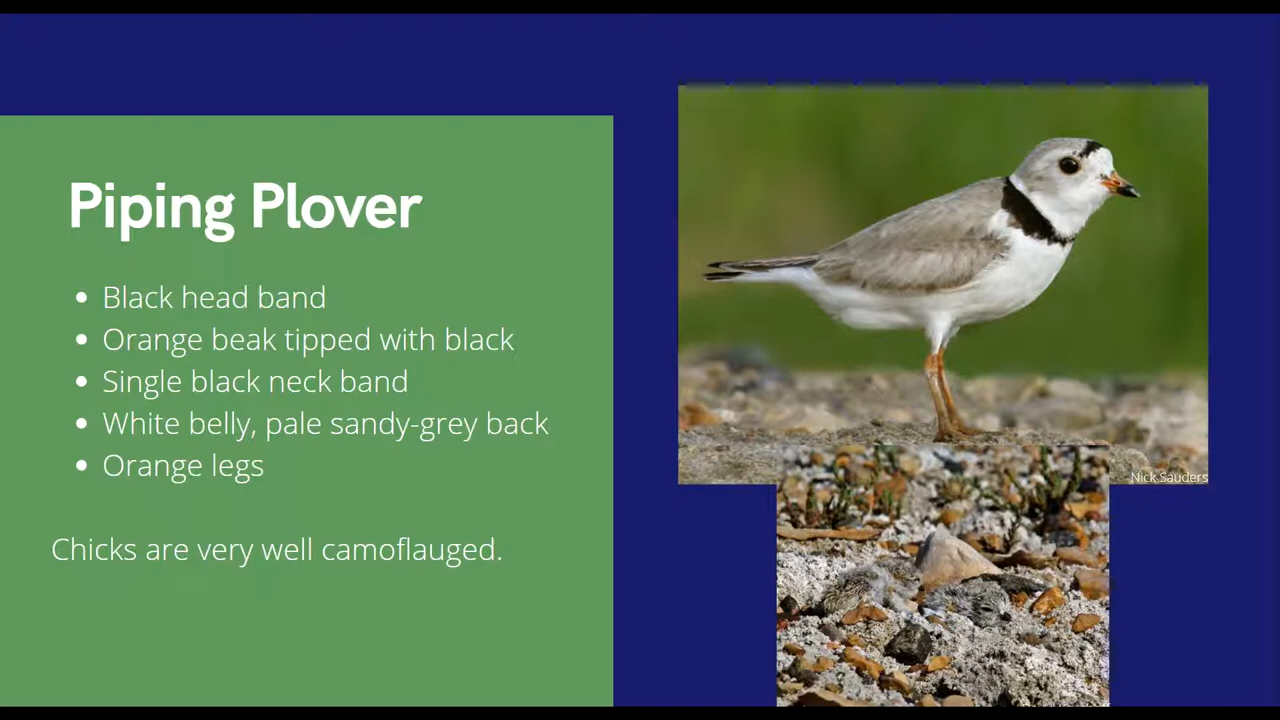 Piping Plover
• Black head band
• Orange beak tipped with black
• Single black neck band
• White belly, pale sandy-grey back
• Orange legs
Chicks are very well camoflauged.
Nick Sauders